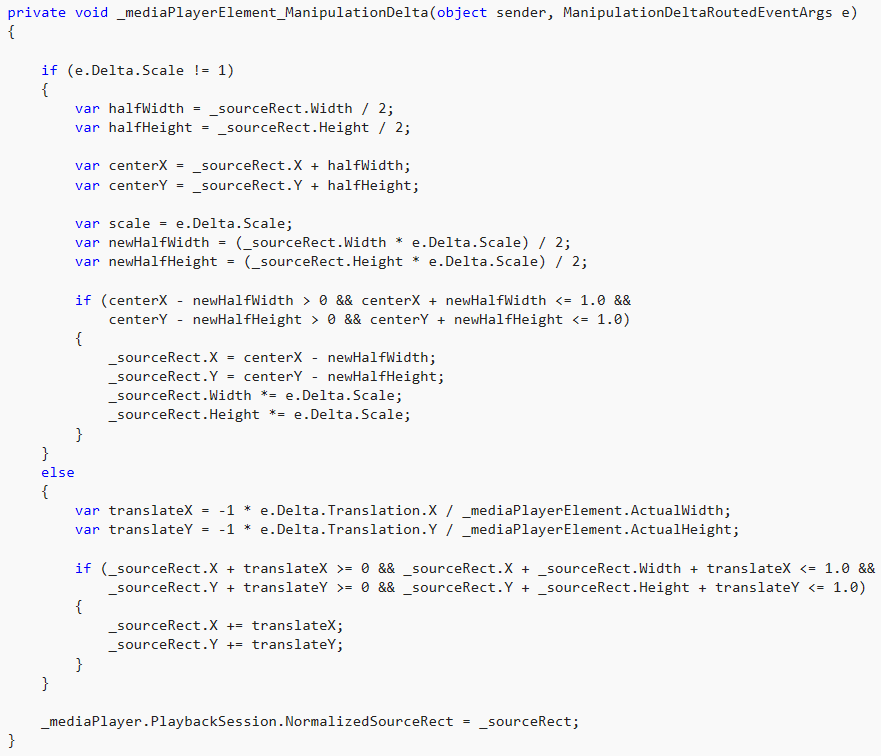 private void _mediaPlayerElement_ManipulationDelta(object sender, ManipulationDeltaRoutedEventArgs e)
{

    if (e.Delta.Scale != 1)
    {
        var halfWidth = _sourceRect.Width / 2;
        var halfHeight = _sourceRect.Height / 2;

        var centerX = _sourceRect.X + halfWidth;
        var centerY = _sourceRect.Y + halfHeight;

        var scale = e.Delta.Scale;
        var newHalfWidth = (_sourceRect.Width * e.Delta.Scale) / 2;
        var newHalfHeight = (_sourceRect.Height * e.Delta.Scale) / 2;

        if (centerX - newHalfWidth > 0 && centerX + newHalfWidth <= 1.0 &&
            centerY - newHalfHeight > 0 && centerY + newHalfHeight <= 1.0)
        {
            _sourceRect.X = centerX - newHalfWidth;
            _sourceRect.Y = centerY - newHalfHeight;
            _sourceRect.Width *= e.Delta.Scale;
            _sourceRect.Height *= e.Delta.Scale;
        }
    }
    else
    {
        var translateX = -1 * e.Delta.Translation.X / _mediaPlayerElement.ActualWidth;
        var translateY = -1 * e.Delta.Translation.Y / _mediaPlayerElement.ActualHeight;

        if (_sourceRect.X + translateX >= 0 && _sourceRect.X + _sourceRect.Width + translateX <= 1.0 &&
            _sourceRect.Y + translateY >= 0 && _sourceRect.Y + _sourceRect.Height + translateY <= 1.0)
        {
            _sourceRect.X += translateX;
            _sourceRect.Y += translateY;
        }
    }

    _mediaPlayer.PlaybackSession.NormalizedSourceRect = _sourceRect;
}